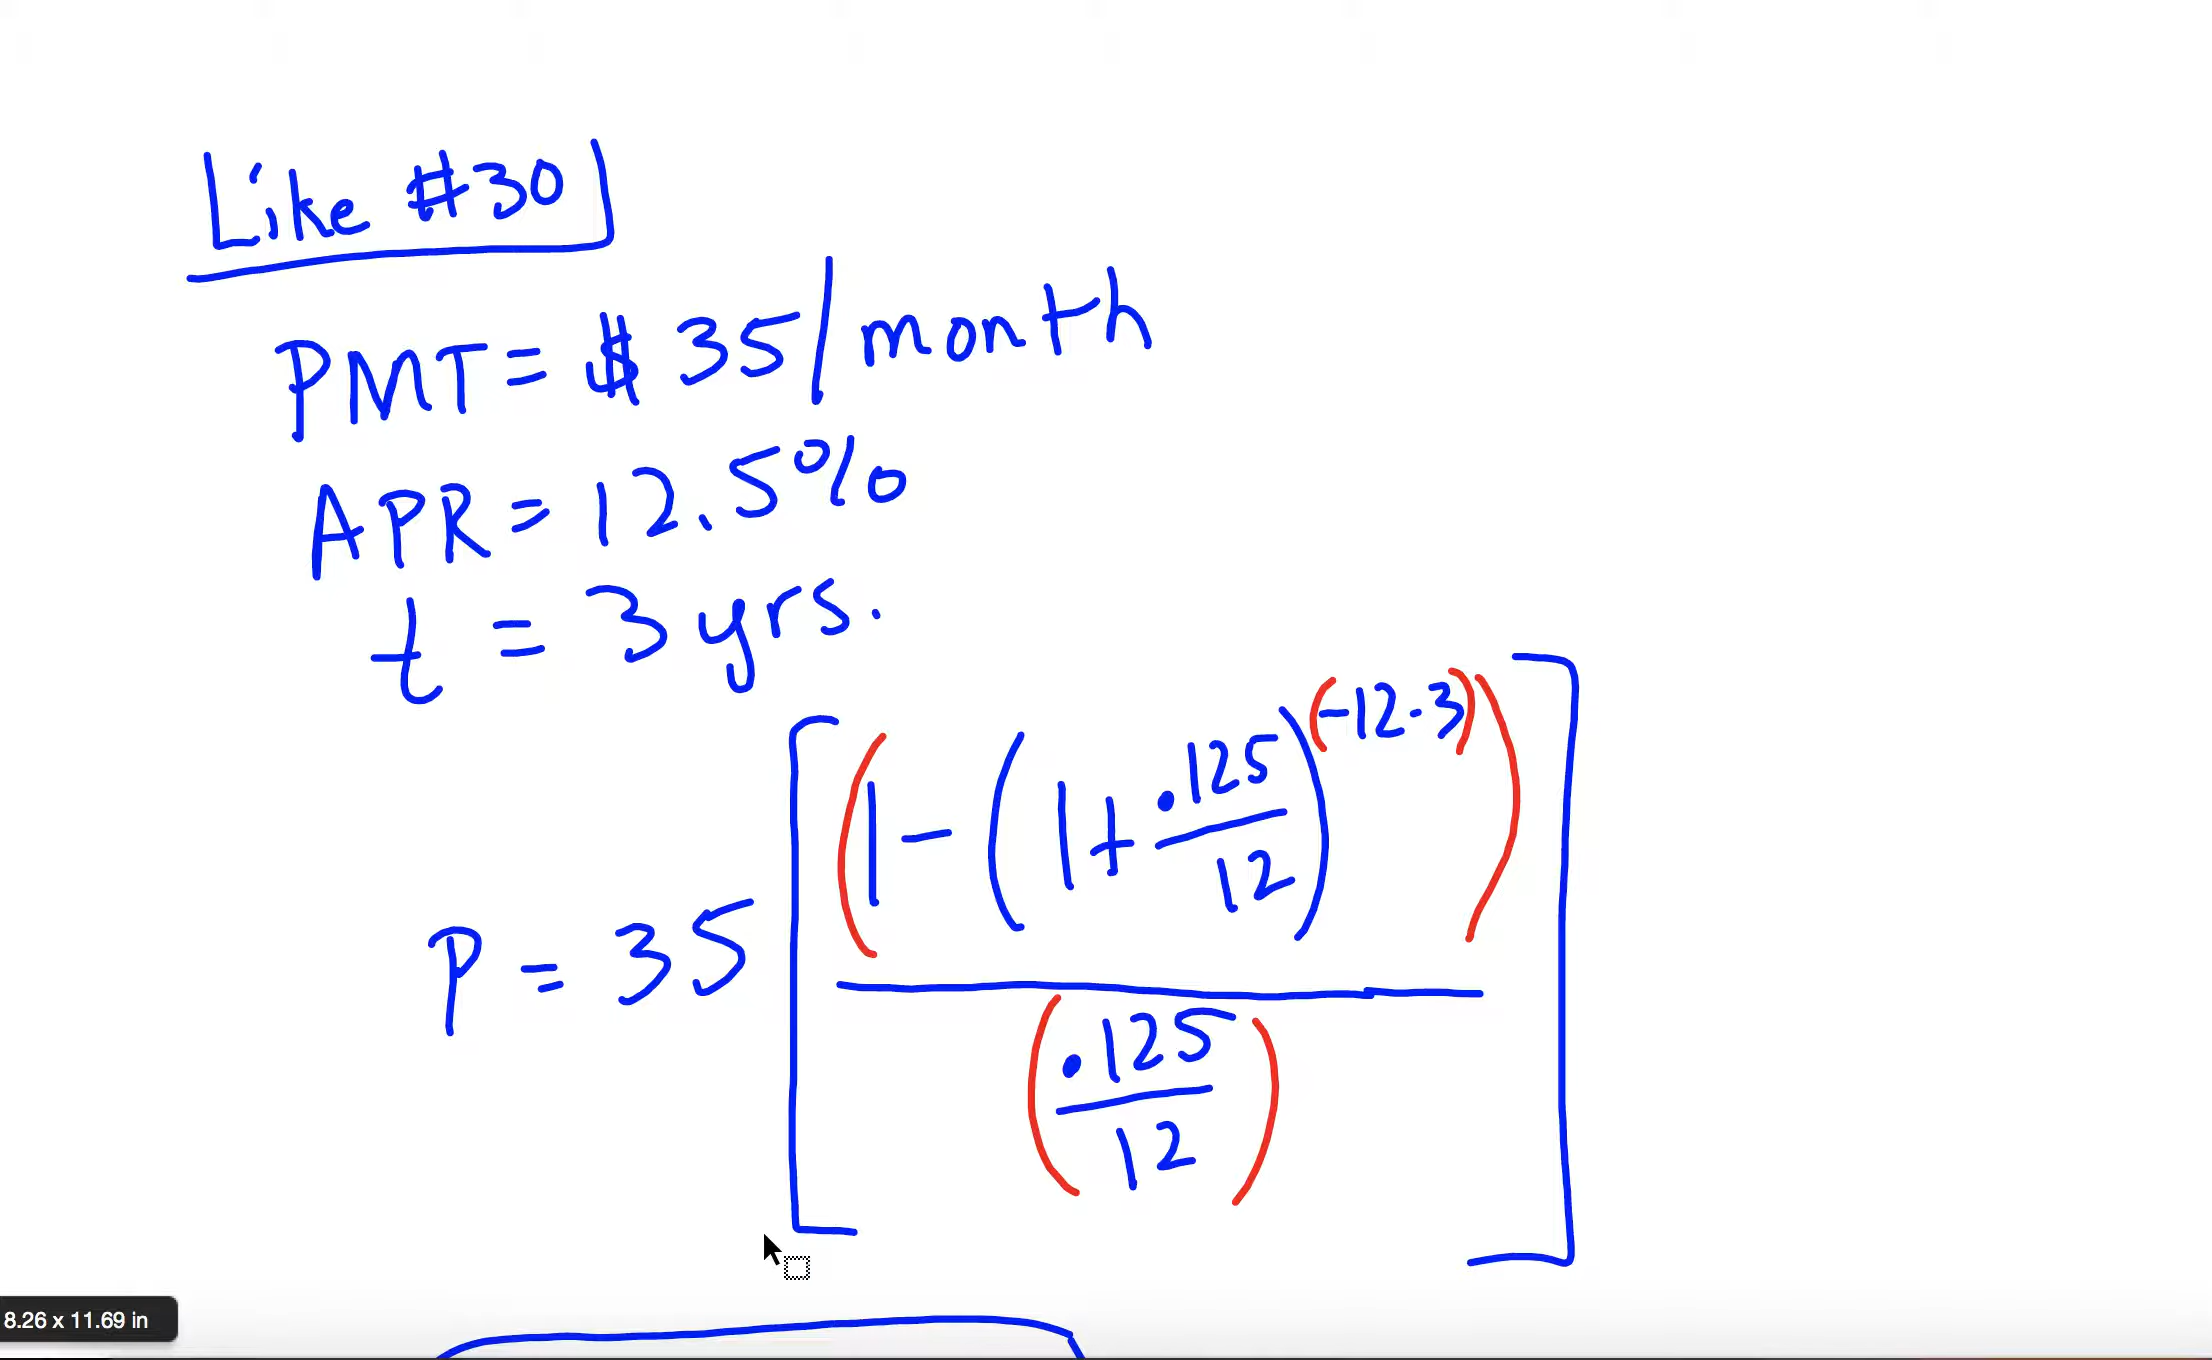 Like #30
PMT = $35/month
APR = 12.5%
t = 3 yrs.
P = 35 [(1 - (1 + .125/12)^(-12·3)) / (.125/12)]
8.26 x 11.69 in